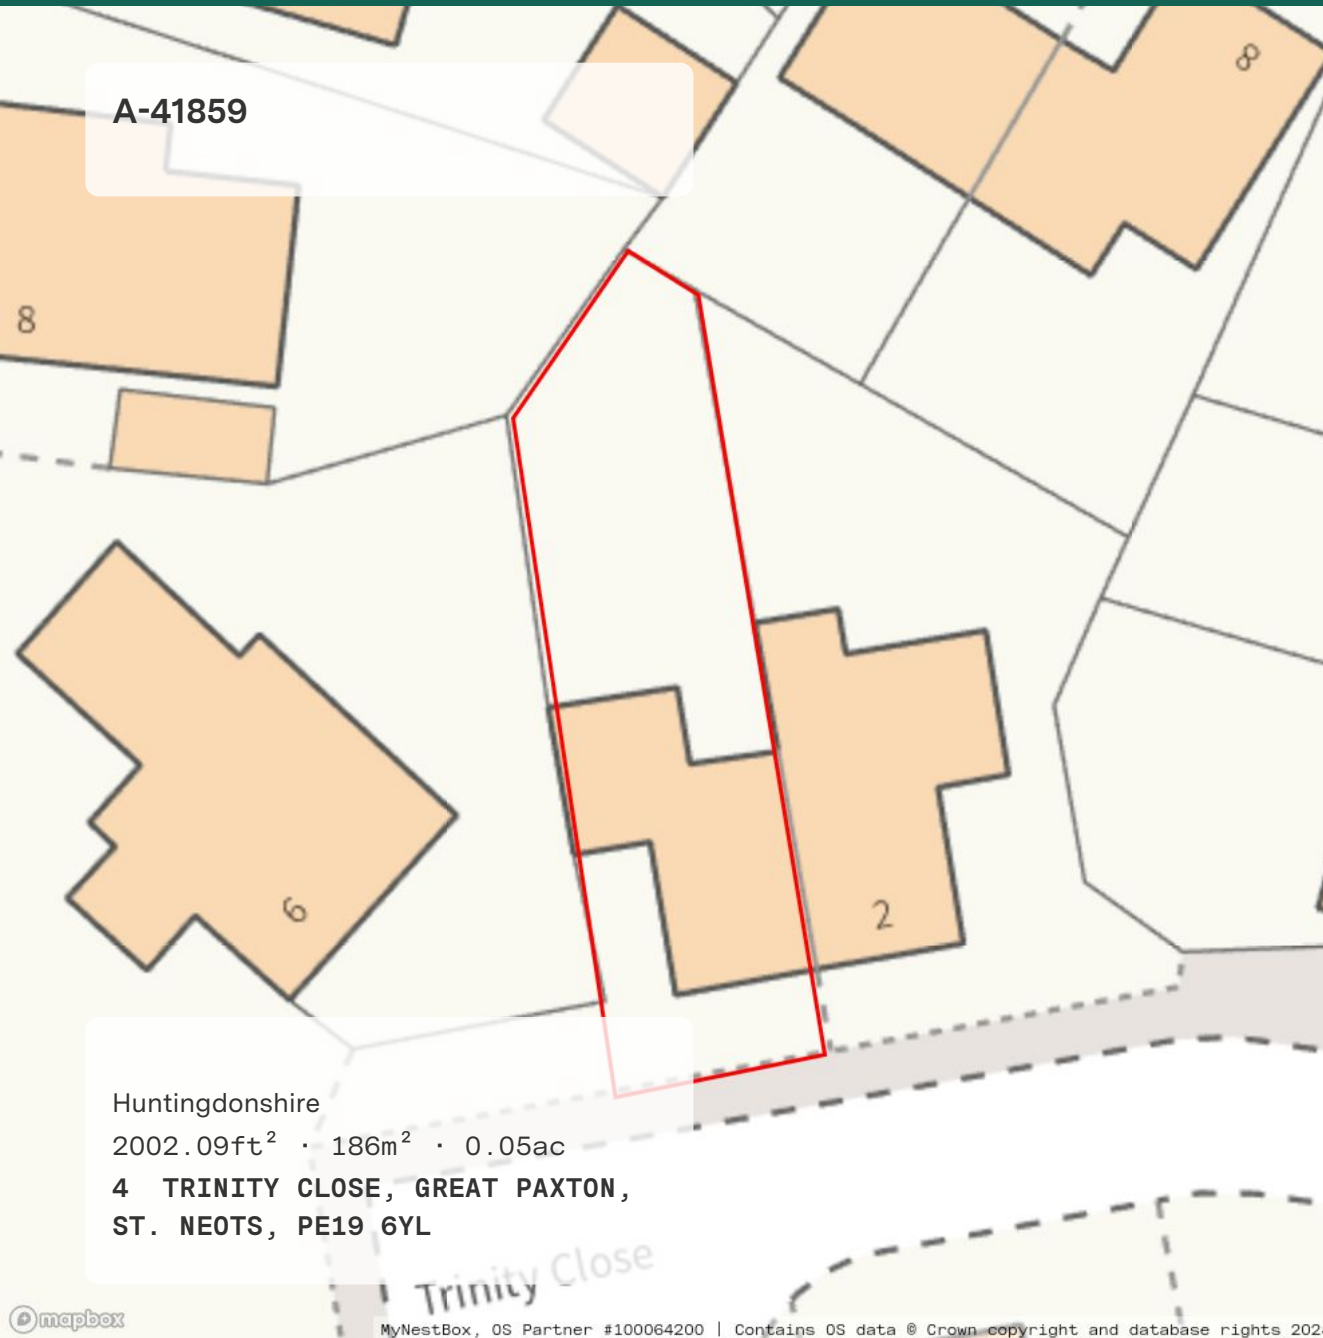 A-41859
8
8
6
2
Huntingdonshire
2002.09ft² · 186m² · 0.05ac
4 TRINITY CLOSE, GREAT PAXTON,
ST. NEOTS, PE19 6YL
Trinity Close
mapbox
MyNestBox, OS Partner #100064200 | Contains OS data © Crown copyright and database rights